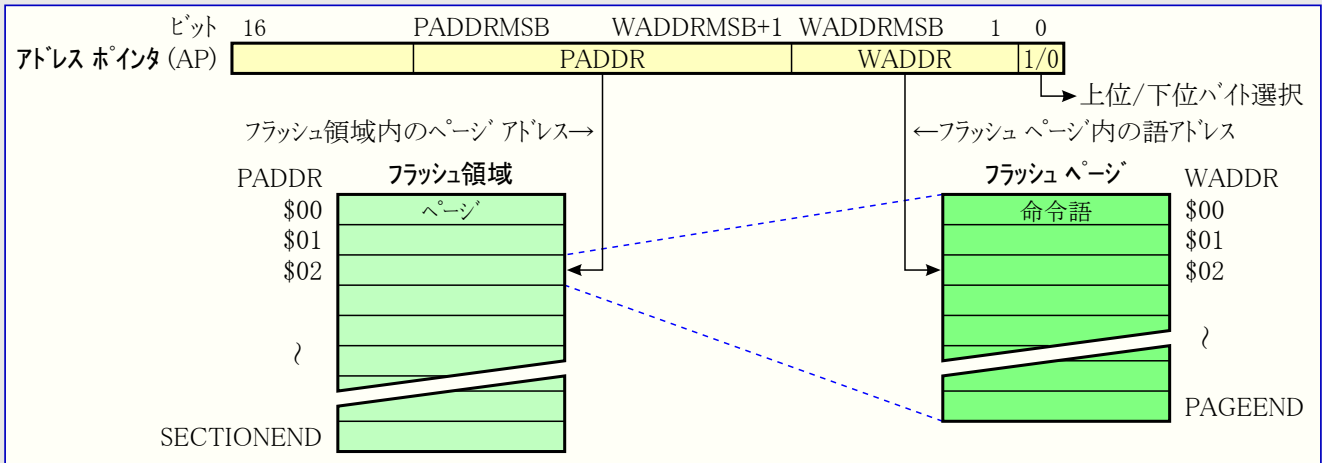 ビット 16 PADDRMSB WADDRMSB+1 WADDRMSB 1 0
アドレス ポインタ (AP) PADDR WADDR 1/0
上位/下位バイト選択
フラッシュ領域内のページ アドレス→ ←フラッシュ ページ内の語アドレス
PADDR フラッシュ領域 フラッシュ ページ WADDR
$00 ページ 命令語 $00
$01 $01
$02 $02
~ ~
PAGEEND
SECTIONEND